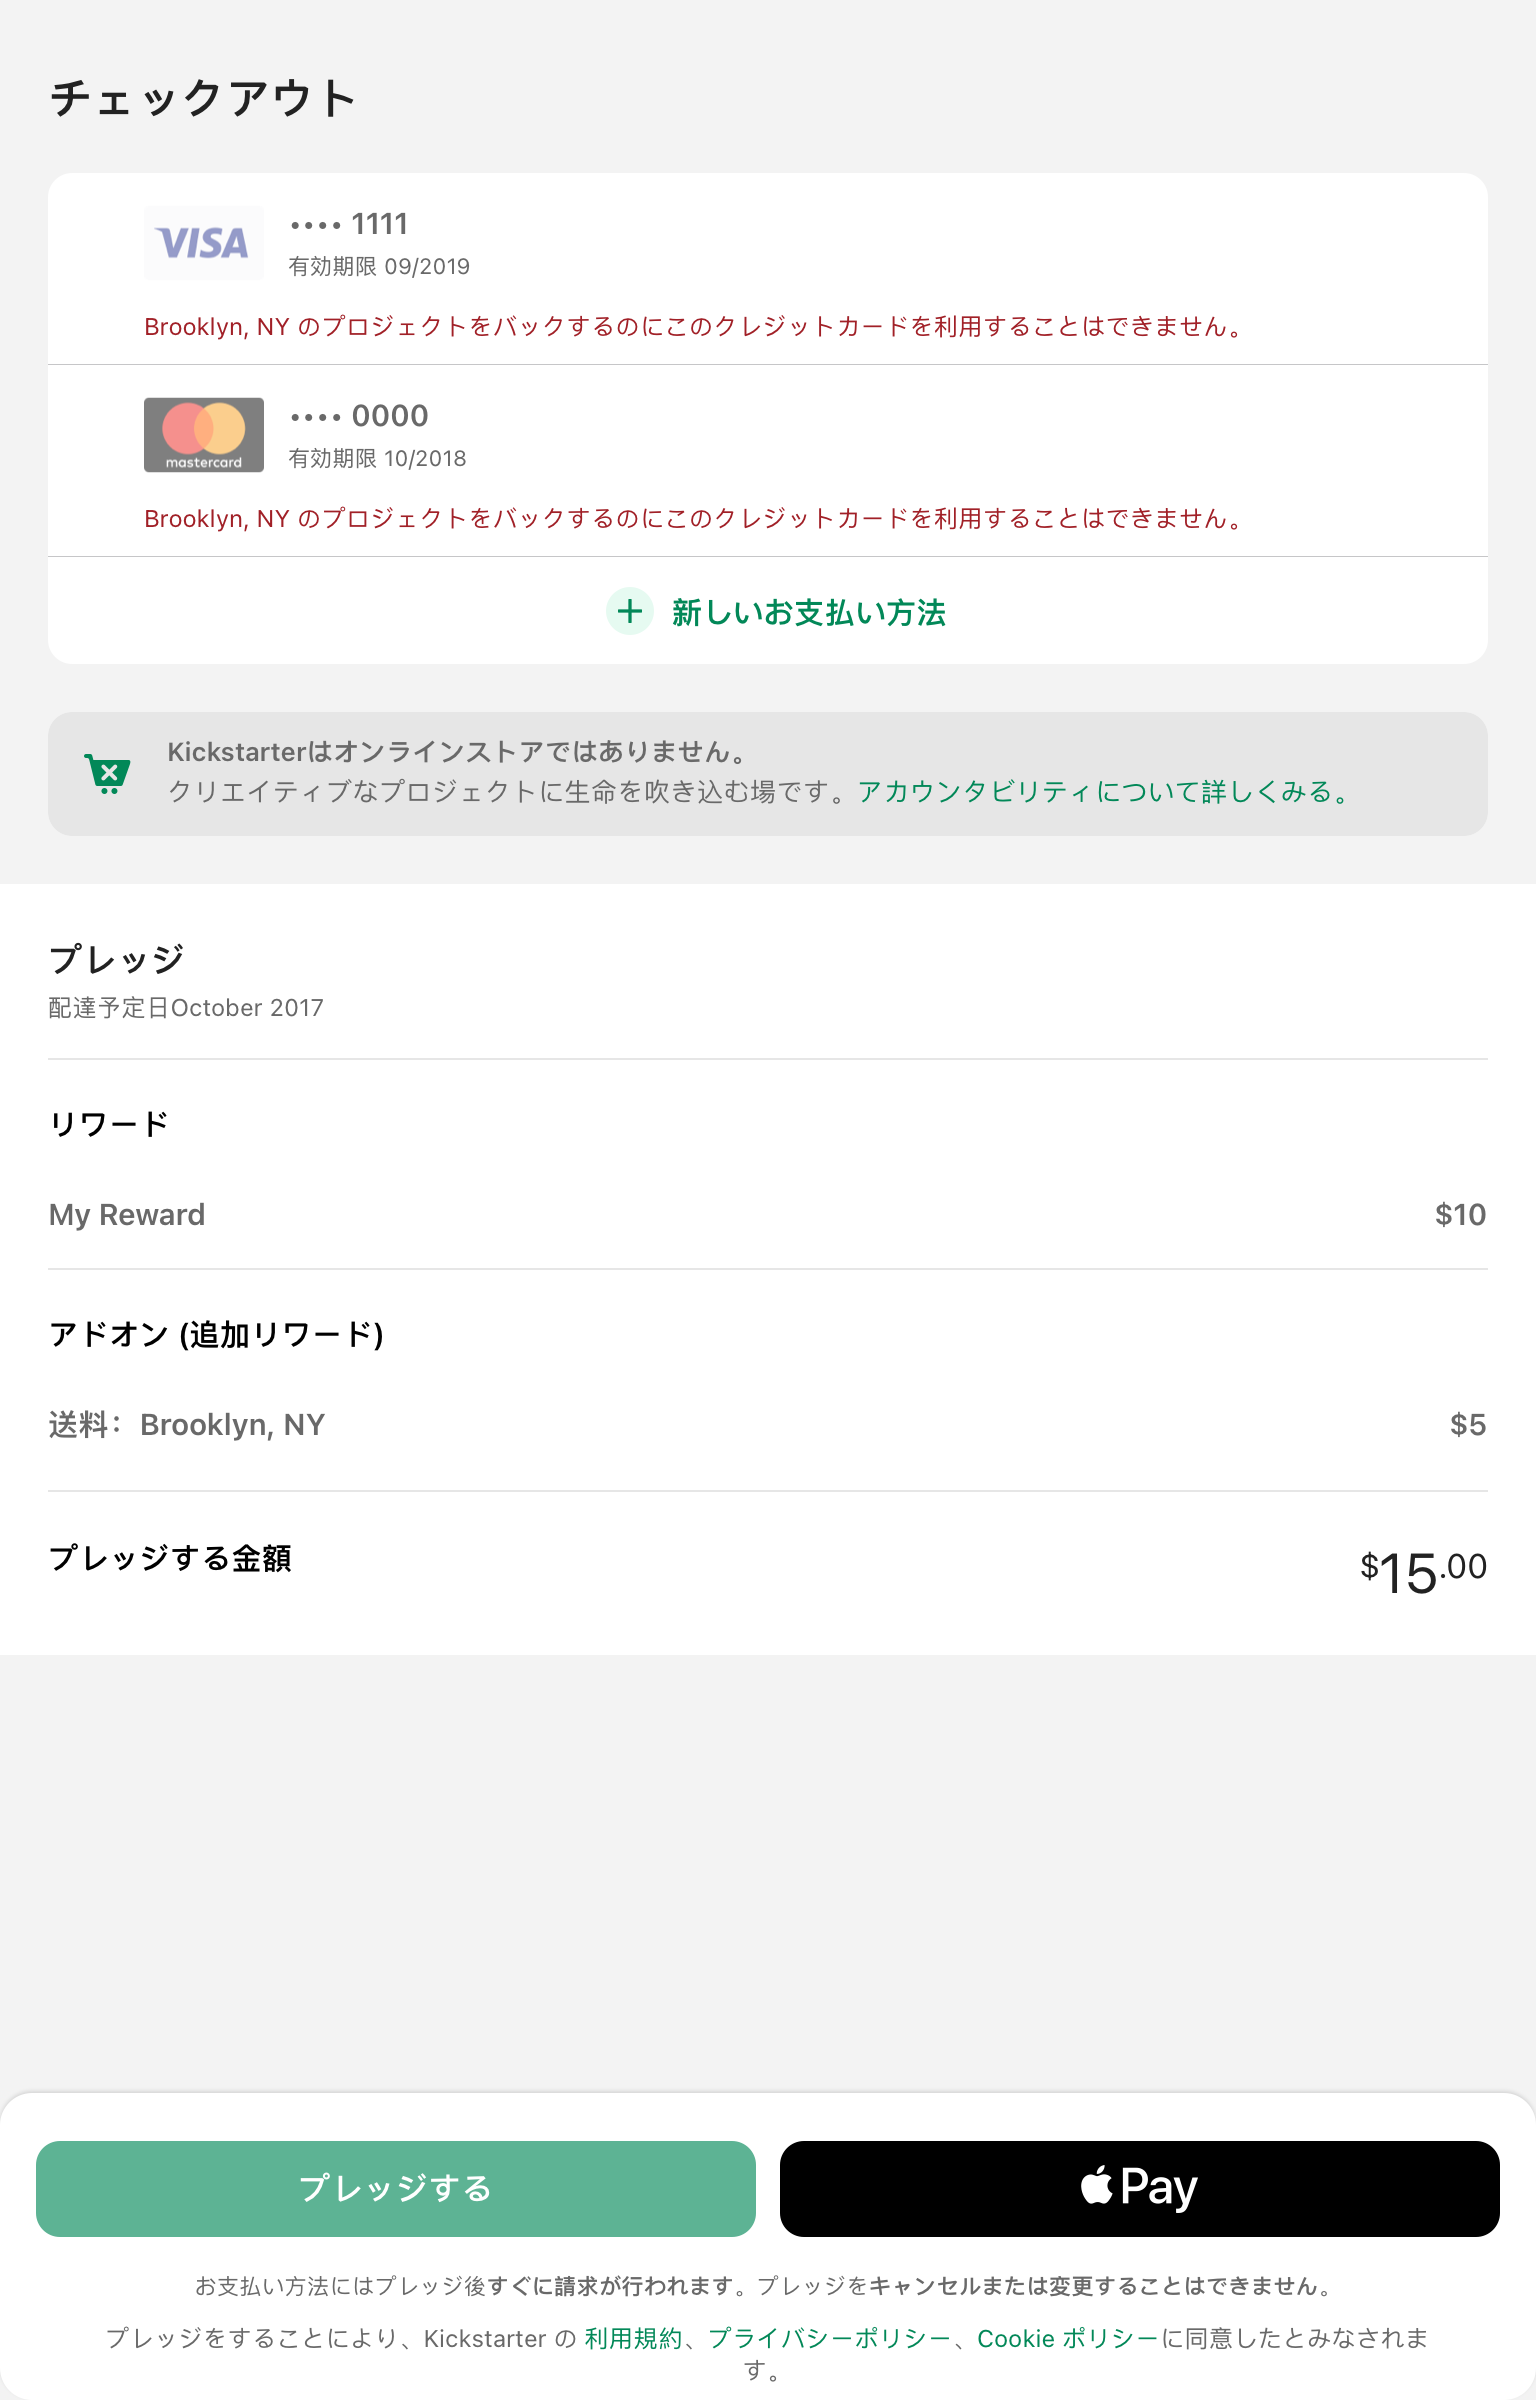 チェックアウト
VISA
•••• 1111
有効期限 09/2019
Brooklyn, NY のプロジェクトをバックするのにこのクレジットカードを利用することはできません。
•••• 0000
mastercard
有効期限 10/2018
Brooklyn, NY のプロジェクトをバックするのにこのクレジットカードを利用することはできません。
新しいお支払い方法
Kickstarterはオンラインストアではありません。
クリエイティブなプロジェクトに生命を吹き込む場です。アカウンタビリティについて詳しくみる。
プレッジ
配達予定日October 2017
リワード
My Reward $10
アドオン (追加リワード)
送料： Brooklyn, NY $5
プレッジする金額 $15.00
プレッジする
Pay
お支払い方法にはプレッジ後すぐに請求が行われます。プレッジをキャンセルまたは変更することはできません。
プレッジをすることにより、Kickstarter の 利用規約、プライバシーポリシー、Cookie ポリシーに同意したとみなされま
す。